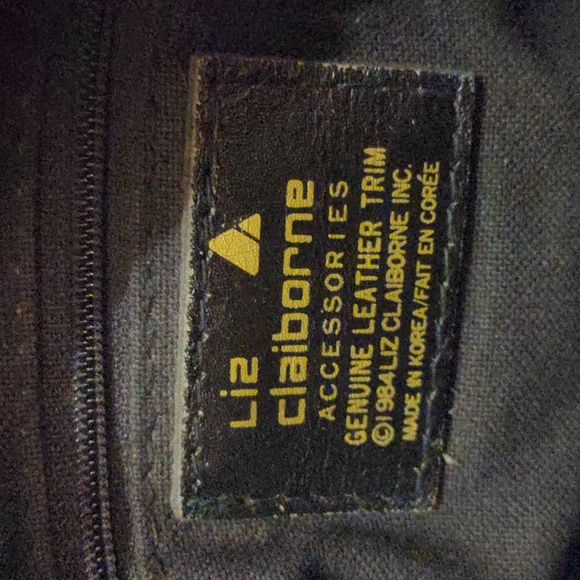 Liz
claiborne
ACCESSORIES
GENUINE LEATHER TRIM
©1984 LIZ CLAIBORNE INC.
MADE IN KOREA/FAIT EN CORÉE